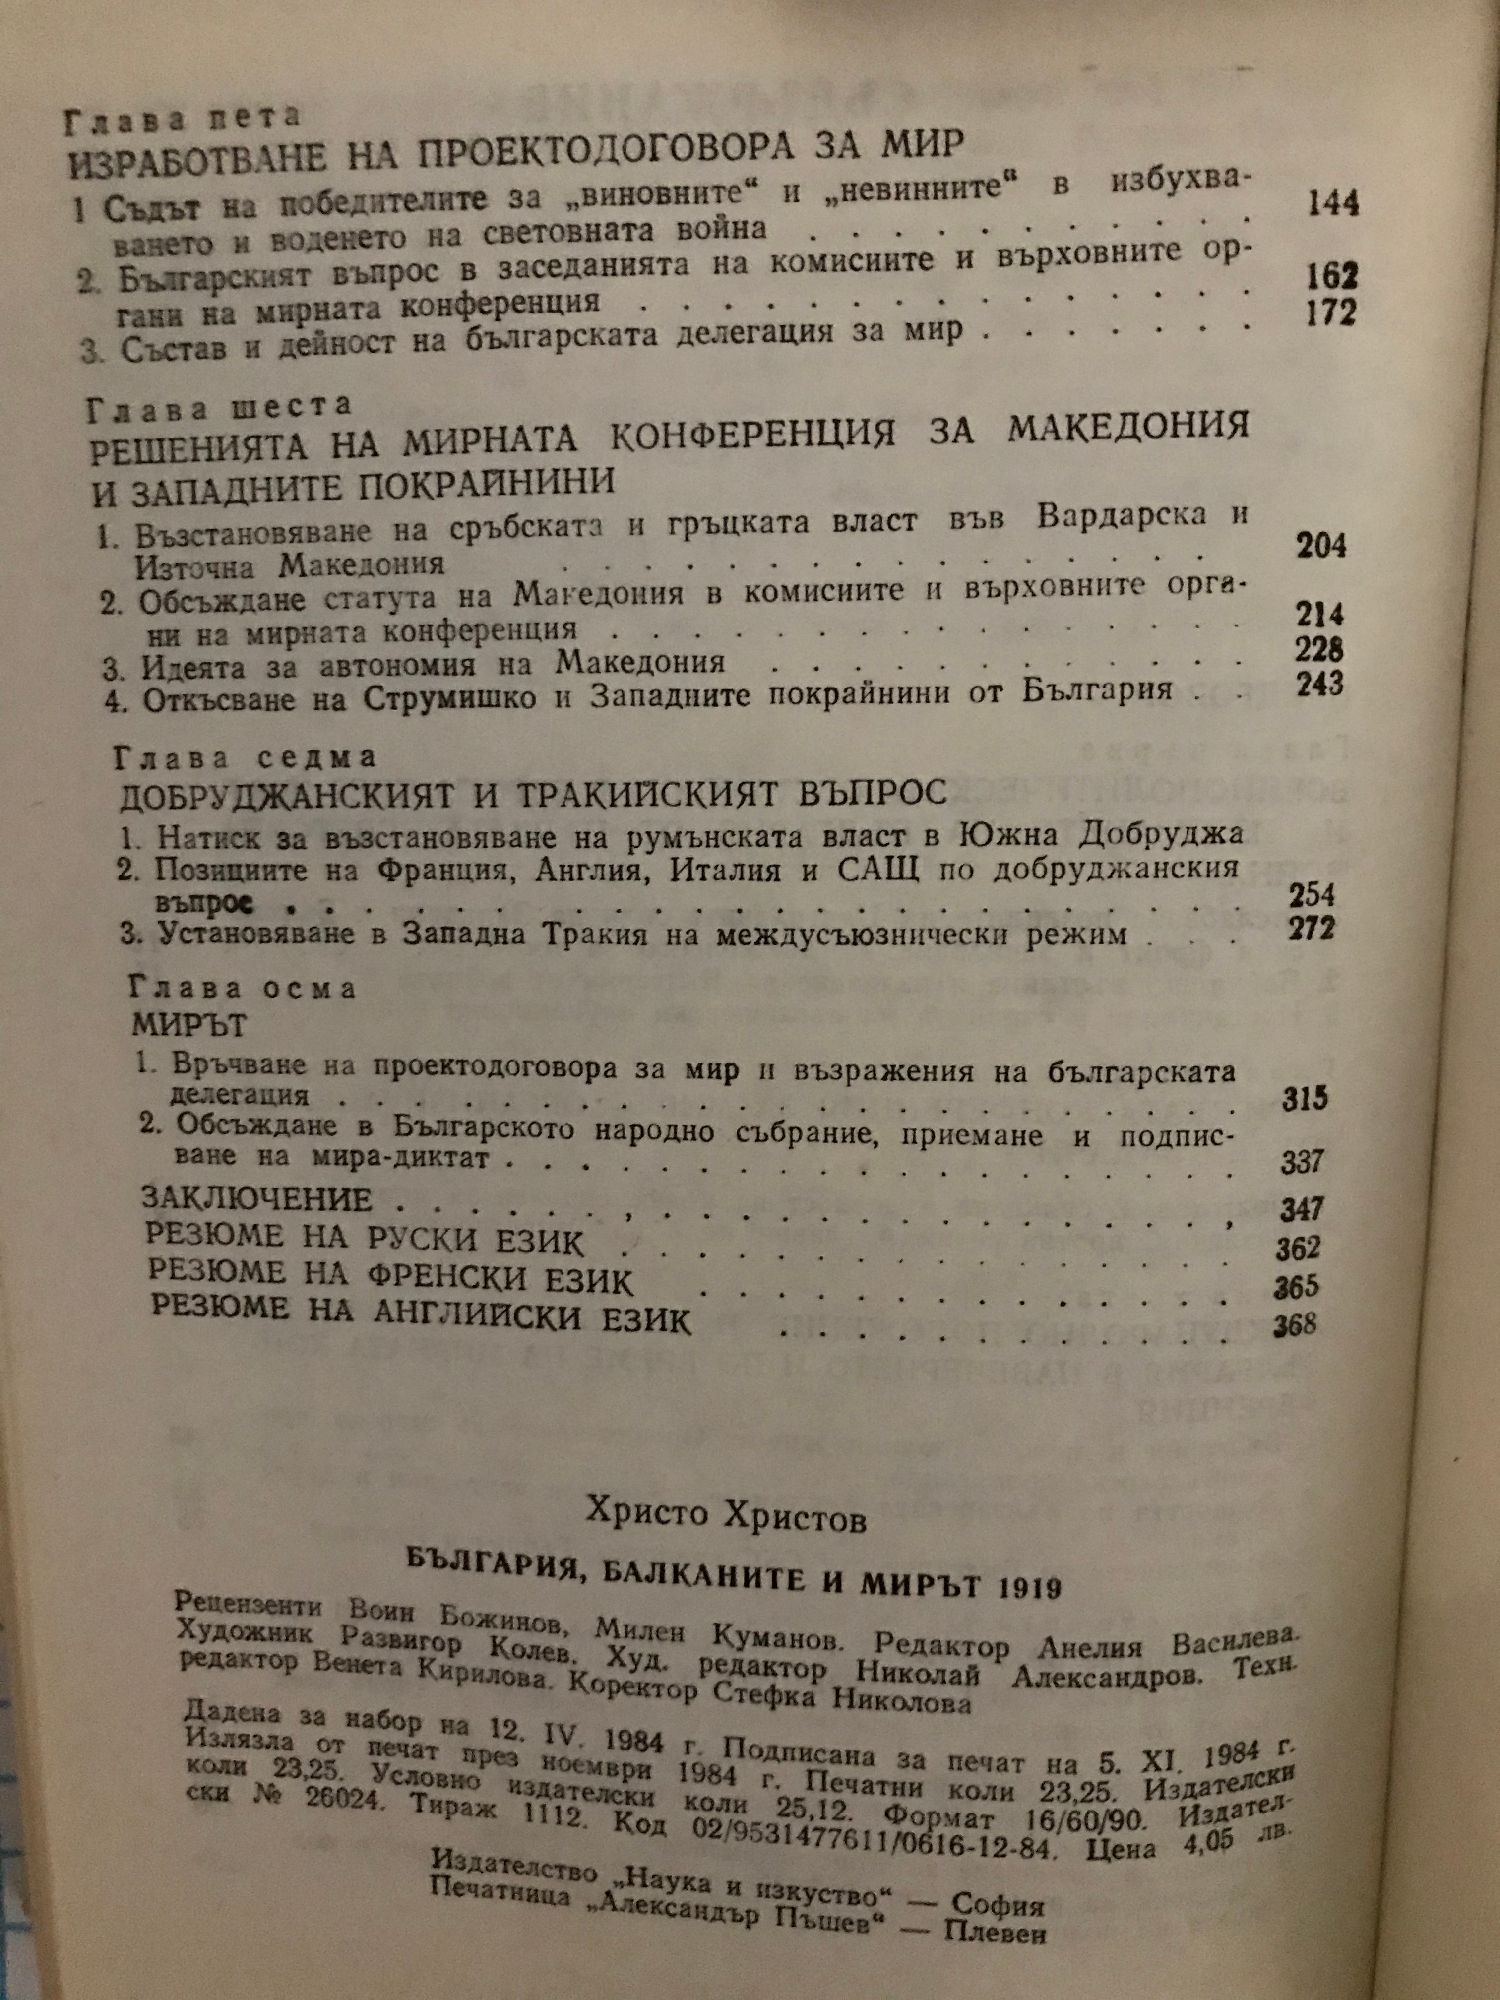 Глава пета
ИЗРАБОТВАНЕ НА ПРОЕКТОДОГОВОРА ЗА МИР
1 Съдът на победителите за „виновните“ и „невинните“ в избухва-
ването и воденето на световната война . . . . . . . . . . 144
2. Българският въпрос в заседанията на комисиите и върховните ор-
гани на мирната конференция . . . . . . . . . . . . . . 162
3. Състав и дейност на българската делегация за мир . . . . . . . 172
Глава шеста
РЕШЕНИЯТА НА МИРНАТА КОНФЕРЕНЦИЯ ЗА МАКЕДОНИЯ
И ЗАПАДНИТЕ ПОКРАЙНИНИ
1. Възстановяване на сръбската и гръцката власт във Вардарска и
Източна Македония . . . . . . . . . . . . . . . . 204
2. Обсъждане статута на Македония в комисиите и върховните орга-
ни на мирната конференция . . . . . . . . . . . . . . . 214
3. Идеята за автономия на Македония . . . . . . . . . . . . 228
4. Откъсване на Струмишко и Западните покрайнини от България . . 243
Глава седма
ДОБРУДЖАНСКИЯТ И ТРАКИЙСКИЯТ ВЪПРОС
1. Натиск за възстановяване на румънската власт в Южна Добруджа
2. Позициите на Франция, Англия, Италия и САЩ по добруджанския
въпрос . . . . . . . . . . . . . . . . . . . . . . . . 254
3. Установяване в Западна Тракия на междусъюзнически режим . . . 272
Глава осма
МИРЪТ
1. Връчване на проектодоговора за мир и възражения на българската
делегация . . . . . . . . . . . . . . . . . . . . . . 315
2. Обсъждане в Българското народно събрание, приемане и подпис-
ване на мира-диктат . . . . . . . . . . . . . . . . . . 337
ЗАКЛЮЧЕНИЕ . . . . . . , . . . . . . . . . . . . . . , 347
РЕЗЮМЕ НА РУСКИ ЕЗИК . . . . . . . . . . . . . . . . 362
РЕЗЮМЕ НА ФРЕНСКИ ЕЗИК . . . . . . . . . . . . . . 365
РЕЗЮМЕ НА АНГЛИЙСКИ ЕЗИК . . . . . . . . . . . . 368
Христо Христов
БЪЛГАРИЯ, БАЛКАНИТЕ И МИРЪТ 1919
Рецензенти Воин Божинов, Милен Куманов. Редактор Анелия Василева.
Художник Развигор Колев. Худ. редактор Николай Александров. Техн.
редактор Венета Кирилова. Коректор Стефка Николова
Дадена за набор на 12. IV. 1984 г. Подписана за печат на 5. XI. 1984 г.
Излязла от печат през ноември 1984 г. Печатни коли 23,25. Издателски
коли 23,25. Условно издателски коли 25,12. Формат 16/60/90. Издател-
ски № 26024. Тираж 1112. Код 02/9531477611/0616-12-84. Цена 4,05 лв.
Издателство „Наука и изкуство“ — София
Печатница „Александър Пъшев“ — Плевен